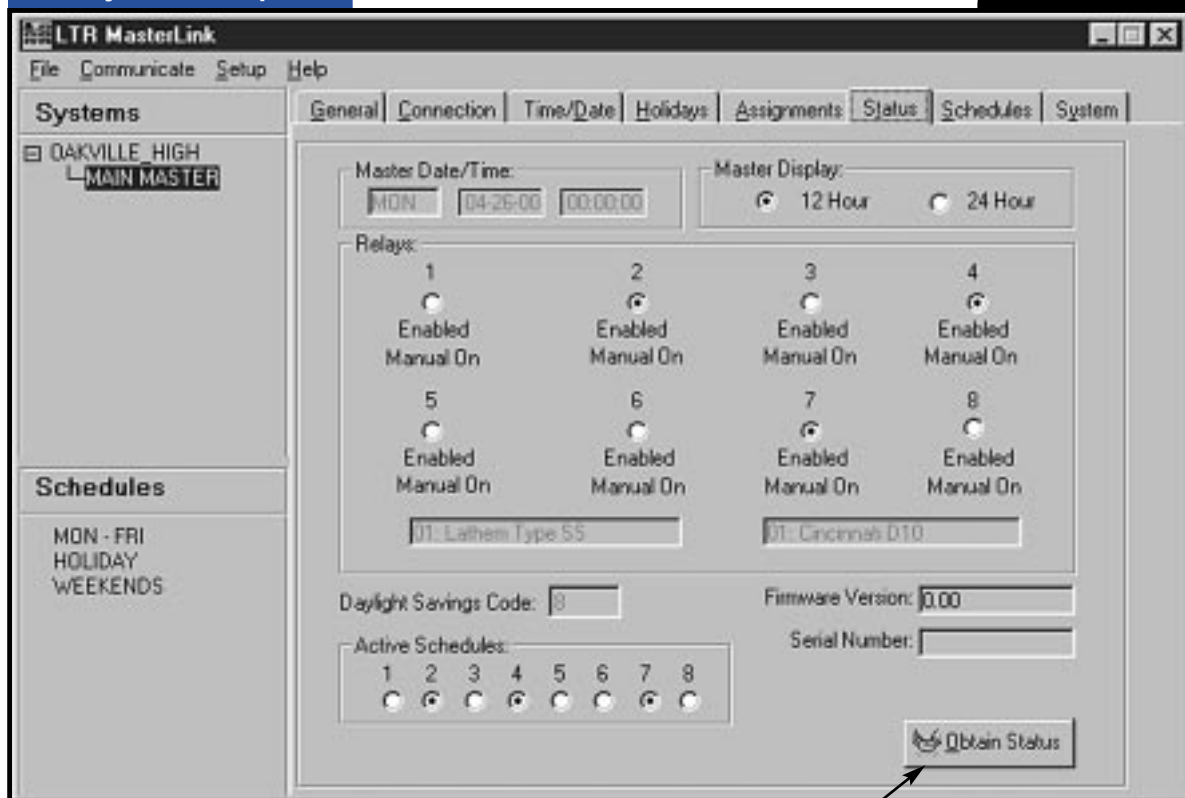 LTR MasterLink
File Communicate Setup Help
Systems
OAKVILLE_HIGH
MAIN MASTER
Schedules
MON - FRI
HOLIDAY
WEEKENDS
General Connection Time/Date Holidays Assignments Status Schedules System
Master Date/Time:
MON 04-26-00 00:00:00
Master Display:
12 Hour 24 Hour
Relays:
1 2 3 4
Enabled Enabled Enabled Enabled
Manual On Manual On Manual On Manual On
5 6 7 8
Enabled Enabled Enabled Enabled
Manual On Manual On Manual On Manual On
01: Lathem Type SS 01: Cincinnati D10
Daylight Savings Code: 8
Firmware Version: 0.00
Serial Number:
Active Schedules:
1 2 3 4 5 6 7 8
Obtain Status